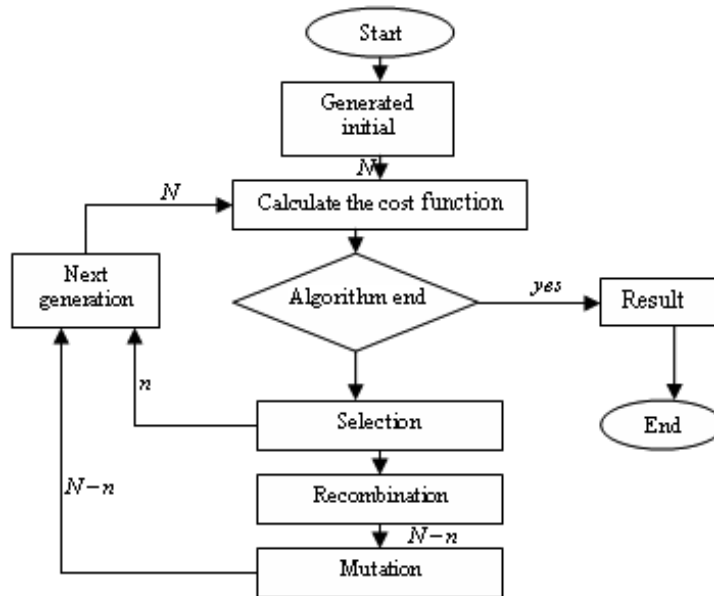 Start
Generated
initial
N
Calculate the cost function
N
Next
generation
Algorithm end
yes
Result
n
Selection
End
N−n
Recombination
N−n
Mutation